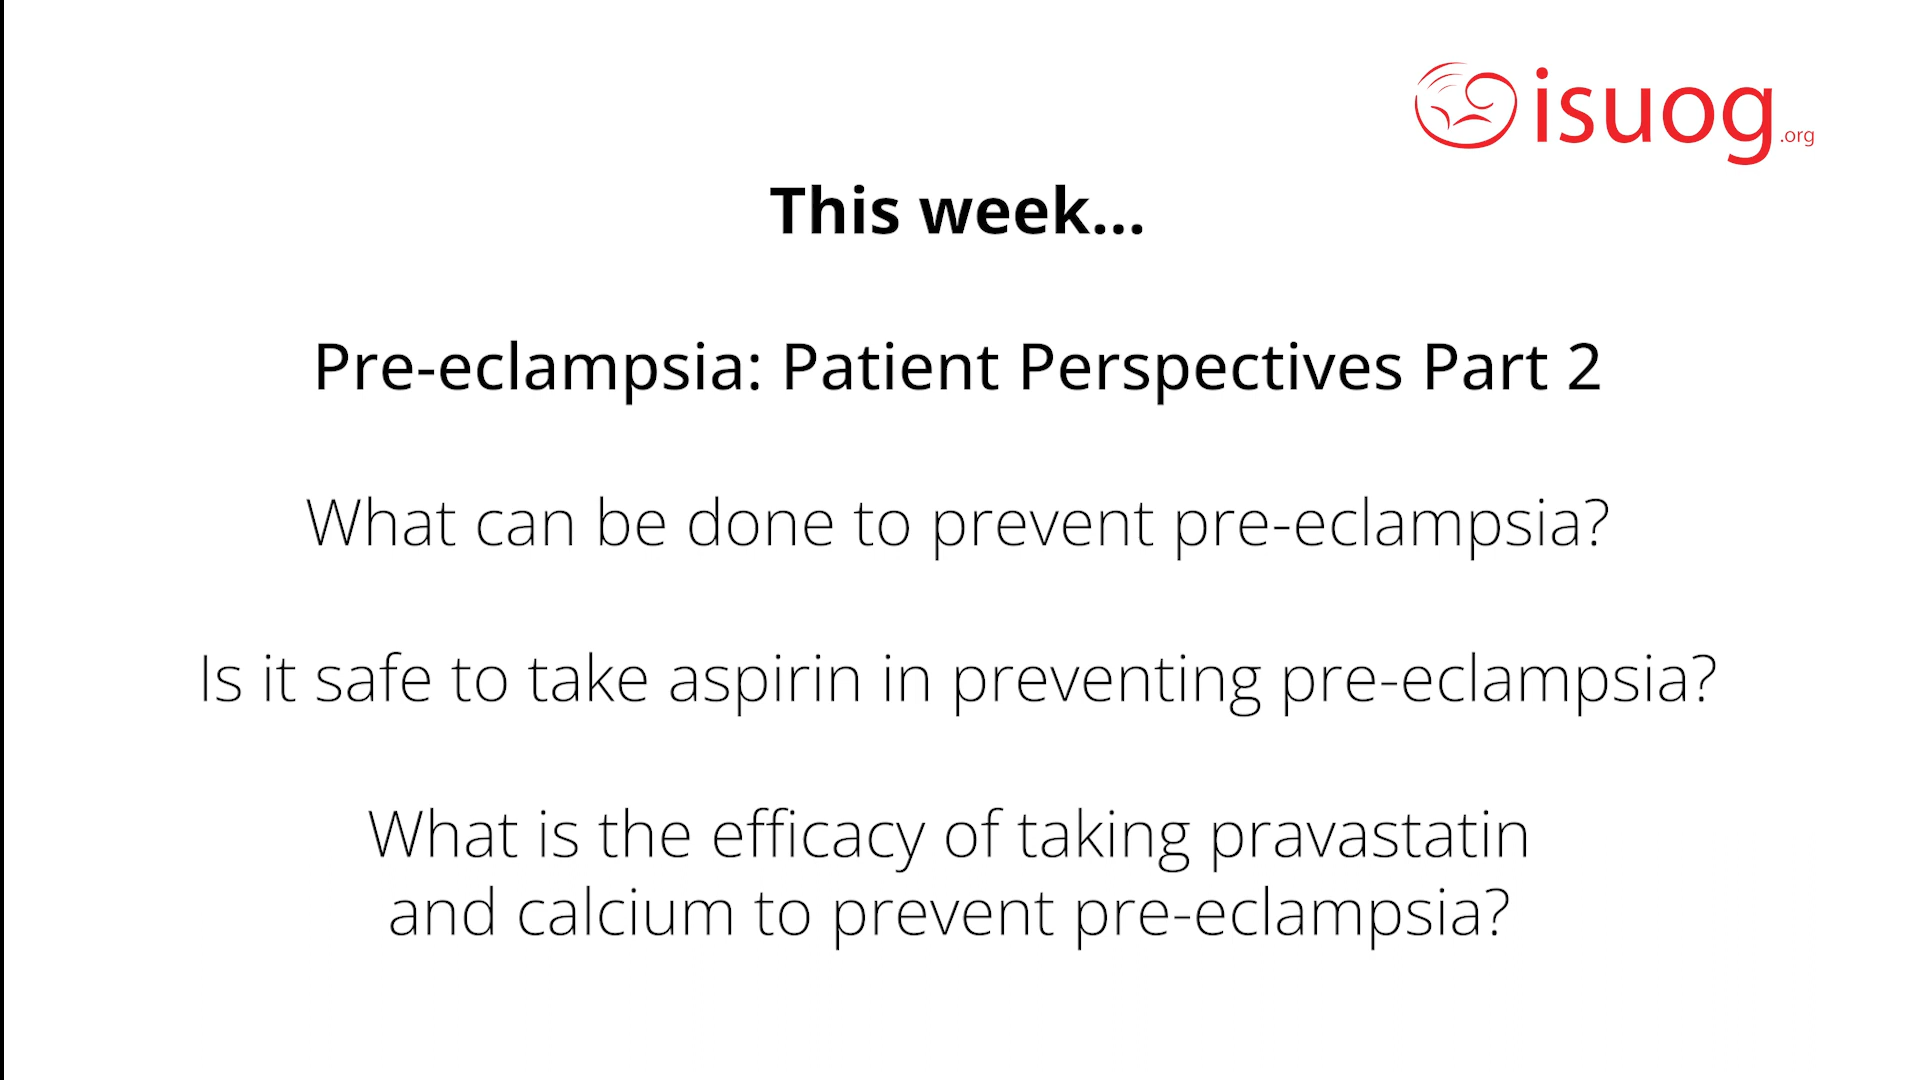 isuog.org
This week...
Pre-eclampsia: Patient Perspectives Part 2
What can be done to prevent pre-eclampsia?
Is it safe to take aspirin in preventing pre-eclampsia?
What is the efficacy of taking pravastatin
and calcium to prevent pre-eclampsia?